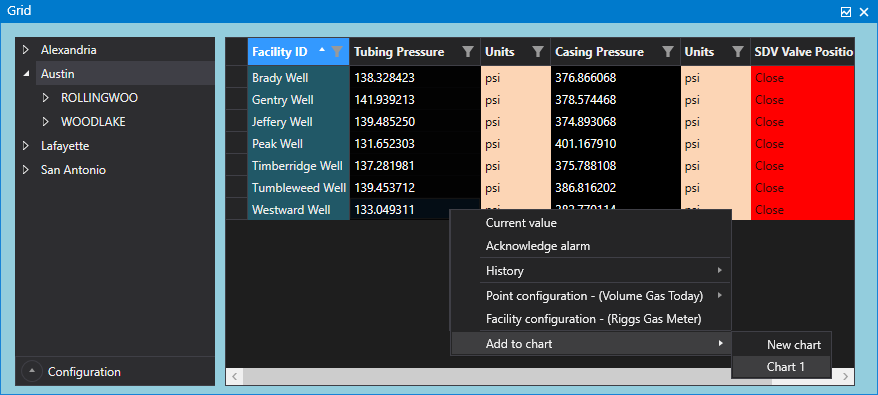 Grid
Alexandria
Austin
ROLLINGWOO
WOODLAKE
Lafayette
San Antonio
Configuration
Facility ID Tubing Pressure Units Casing Pressure Units SDV Valve Positio
Brady Well 138.328423 psi 376.866068 psi Close
Gentry Well 141.939213 psi 378.574468 psi Close
Jeffery Well 139.485250 psi 374.893068 psi Close
Peak Well 131.652303 psi 401.167910 psi Close
Timberridge Well 137.281981 psi 375.788108 psi Close
Tumbleweed Well 139.453712 psi 386.816202 psi Close
Westward Well 133.049311 psi Close
Current value
Acknowledge alarm
History
Point configuration - (Volume Gas Today)
Facility configuration - (Riggs Gas Meter)
Add to chart
New chart
Chart 1